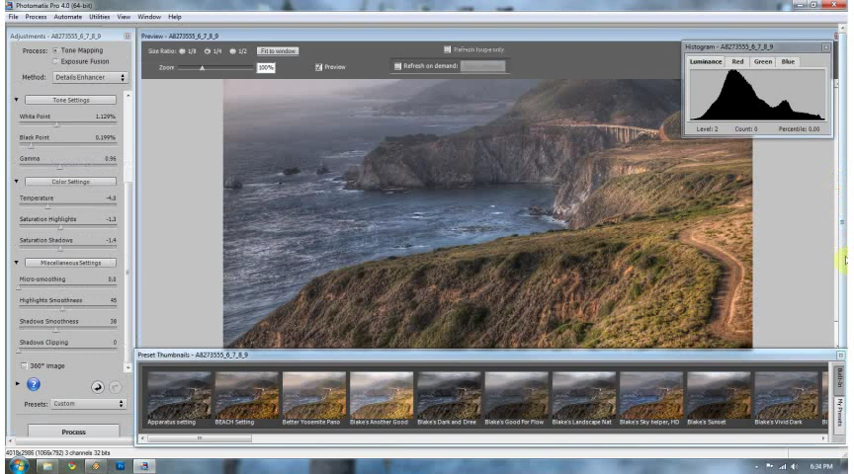 Photomatix Pro 4.0 (64-bit)
File Process Automate Utilities View Window Help
Adjustments - A8273555_6_7_8_9
Process: Tone Mapping
Exposure Fusion
Method: Details Enhancer
Tone Settings
White Point 1.129%
Black Point 0.199%
Gamma 0.96
Color Settings
Temperature -4.0
Saturation Highlights
Saturation Shadows -1.4
Miscellaneous Settings
Micro-smoothing
Highlights Smoothness
Shadows Smoothness
Shadows Clipping 0
360° image
Presets: Custom
Process
Preview - A8273555_6_7_8_9
Size Ratio: 1/8 1/4 1/2 Fit to window
Refresh loupe only
Zoom 100% Preview Refresh on demand:
Histogram - A8273555_6_7_8_9
Luminance Red Green Blue
Level: 2 Count: 0 Percentile: 0.00
Preset Thumbnails - A8273555_6_7_8_9
Apparatus setting BEACH Setting Better Yosemite Pano Blake's Another Good Blake's Dark and Drew Blake's Good For Flow Blake's Landscape Nat Blake's Sky helper, HD Blake's Sunset Blake's Vivid Dark
Built-in
My Presets
3 channels 32 bits
6:34 PM